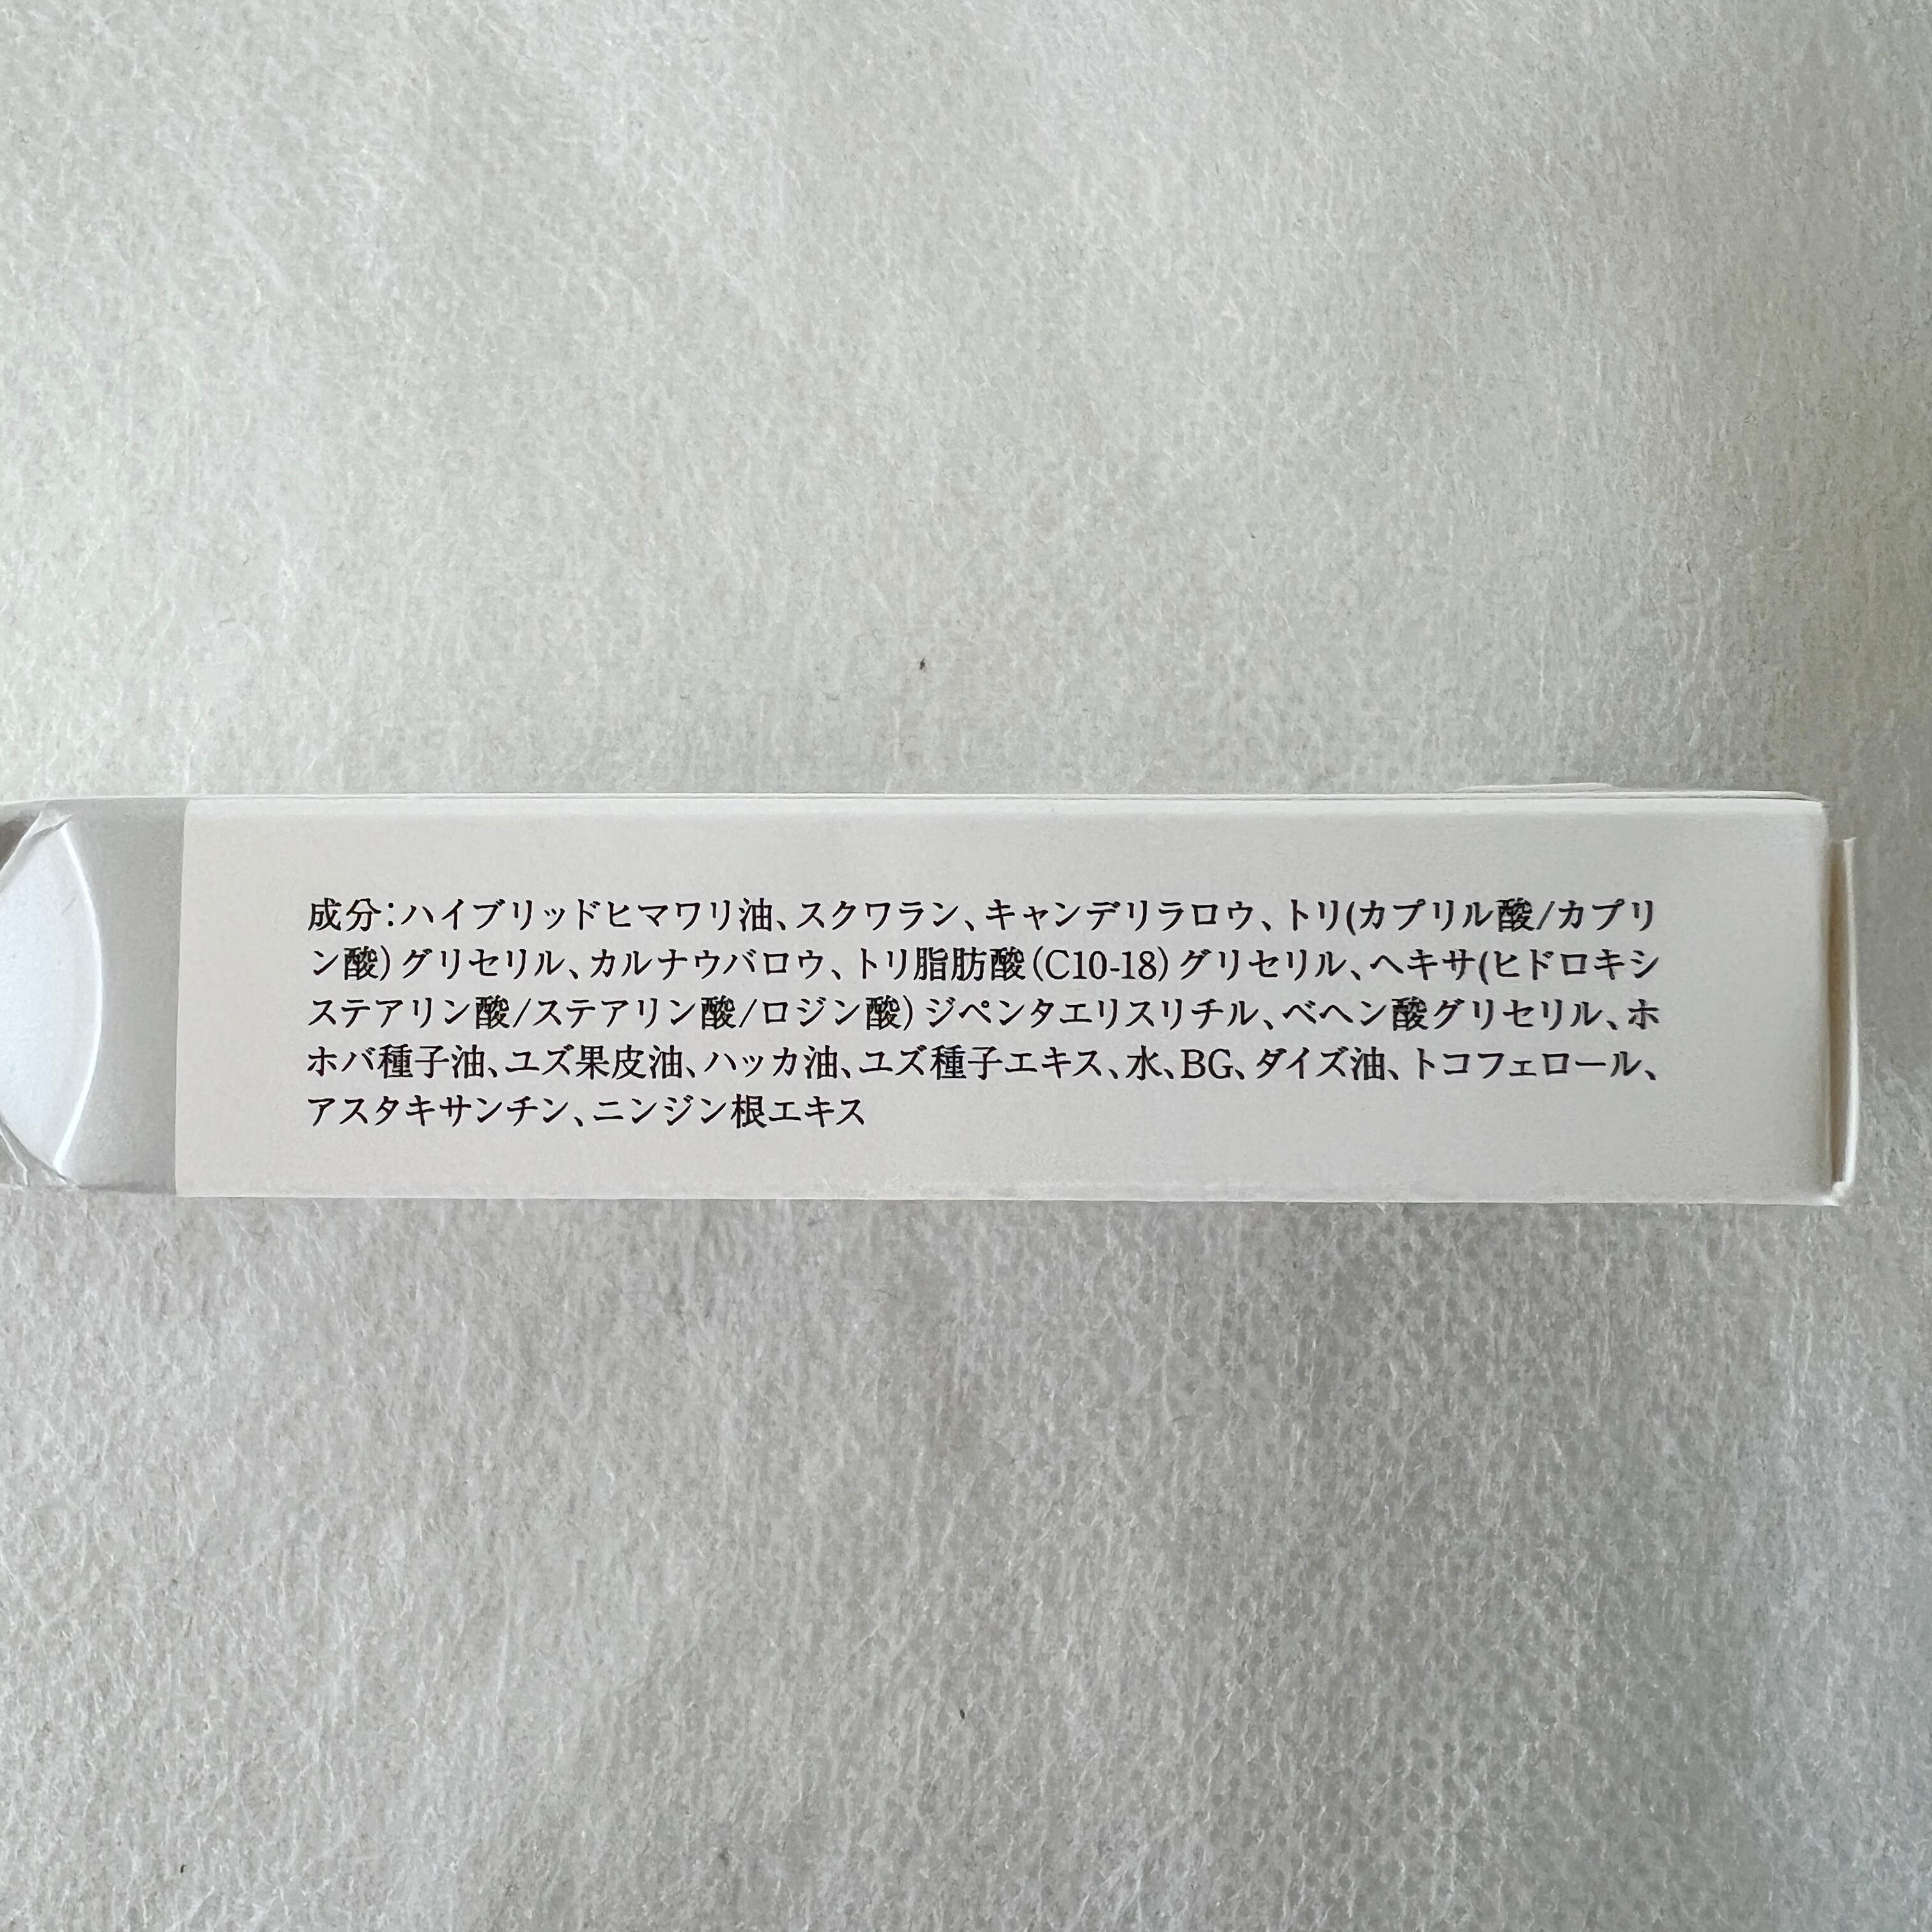 成分：ハイブリッドヒマワリ油、スクワラン、キャンデリラロウ、トリ(カプリル酸/カプリ
ン酸)グリセリル、カルナウバロウ、トリ脂肪酸(C10-18)グリセリル、ヘキサ(ヒドロキシ
ステアリン酸/ステアリン酸/ロジン酸)ジペンタエリスリチル、ベヘン酸グリセリル、ホ
ホバ種子油、ユズ果皮油、ハッカ油、ユズ種子エキス、水、BG、ダイズ油、トコフェロール、
アスタキサンチン、ニンジン根エキス